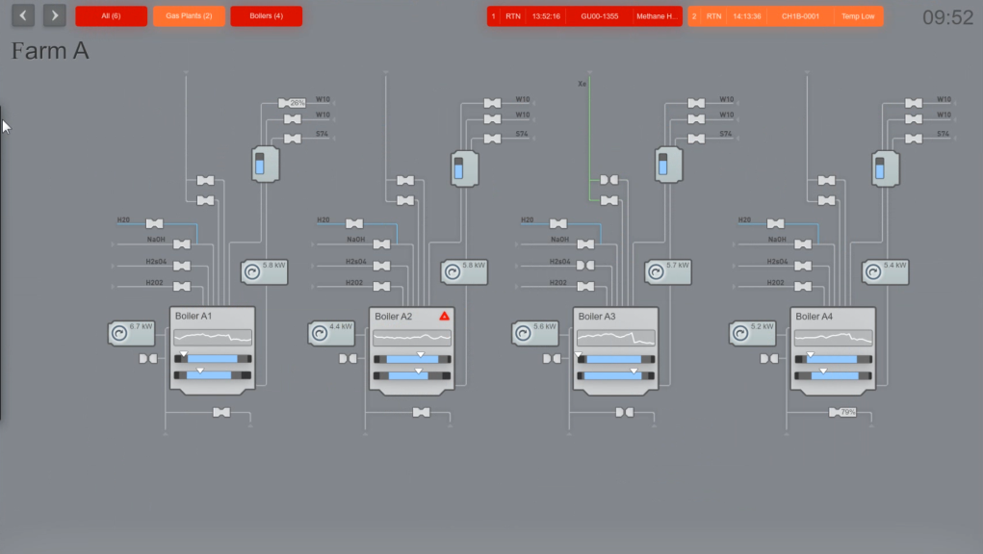 All (6)
Gas Plants (2)
Boilers (4)
1 RTN 13:52:16 GU00-1355 Methane H...
2 RTN 14:13:36 CH1B-0001 Temp Low
09:52
Farm A
Xe
26%
W10
W10
S74
W10
W10
S74
W10
W10
S74
W10
W10
S74
H20
NaOH
H2s04
H2O2
H20
NaOH
H2s04
H2O2
H20
NaOH
H2s04
H2O2
H20
NaOH
H2s04
H2O2
5.8 kW
5.8 kW
5.7 kW
5.4 kW
6.7 kW
Boiler A1
4.4 kW
Boiler A2
5.6 kW
Boiler A3
5.2 kW
Boiler A4
79%